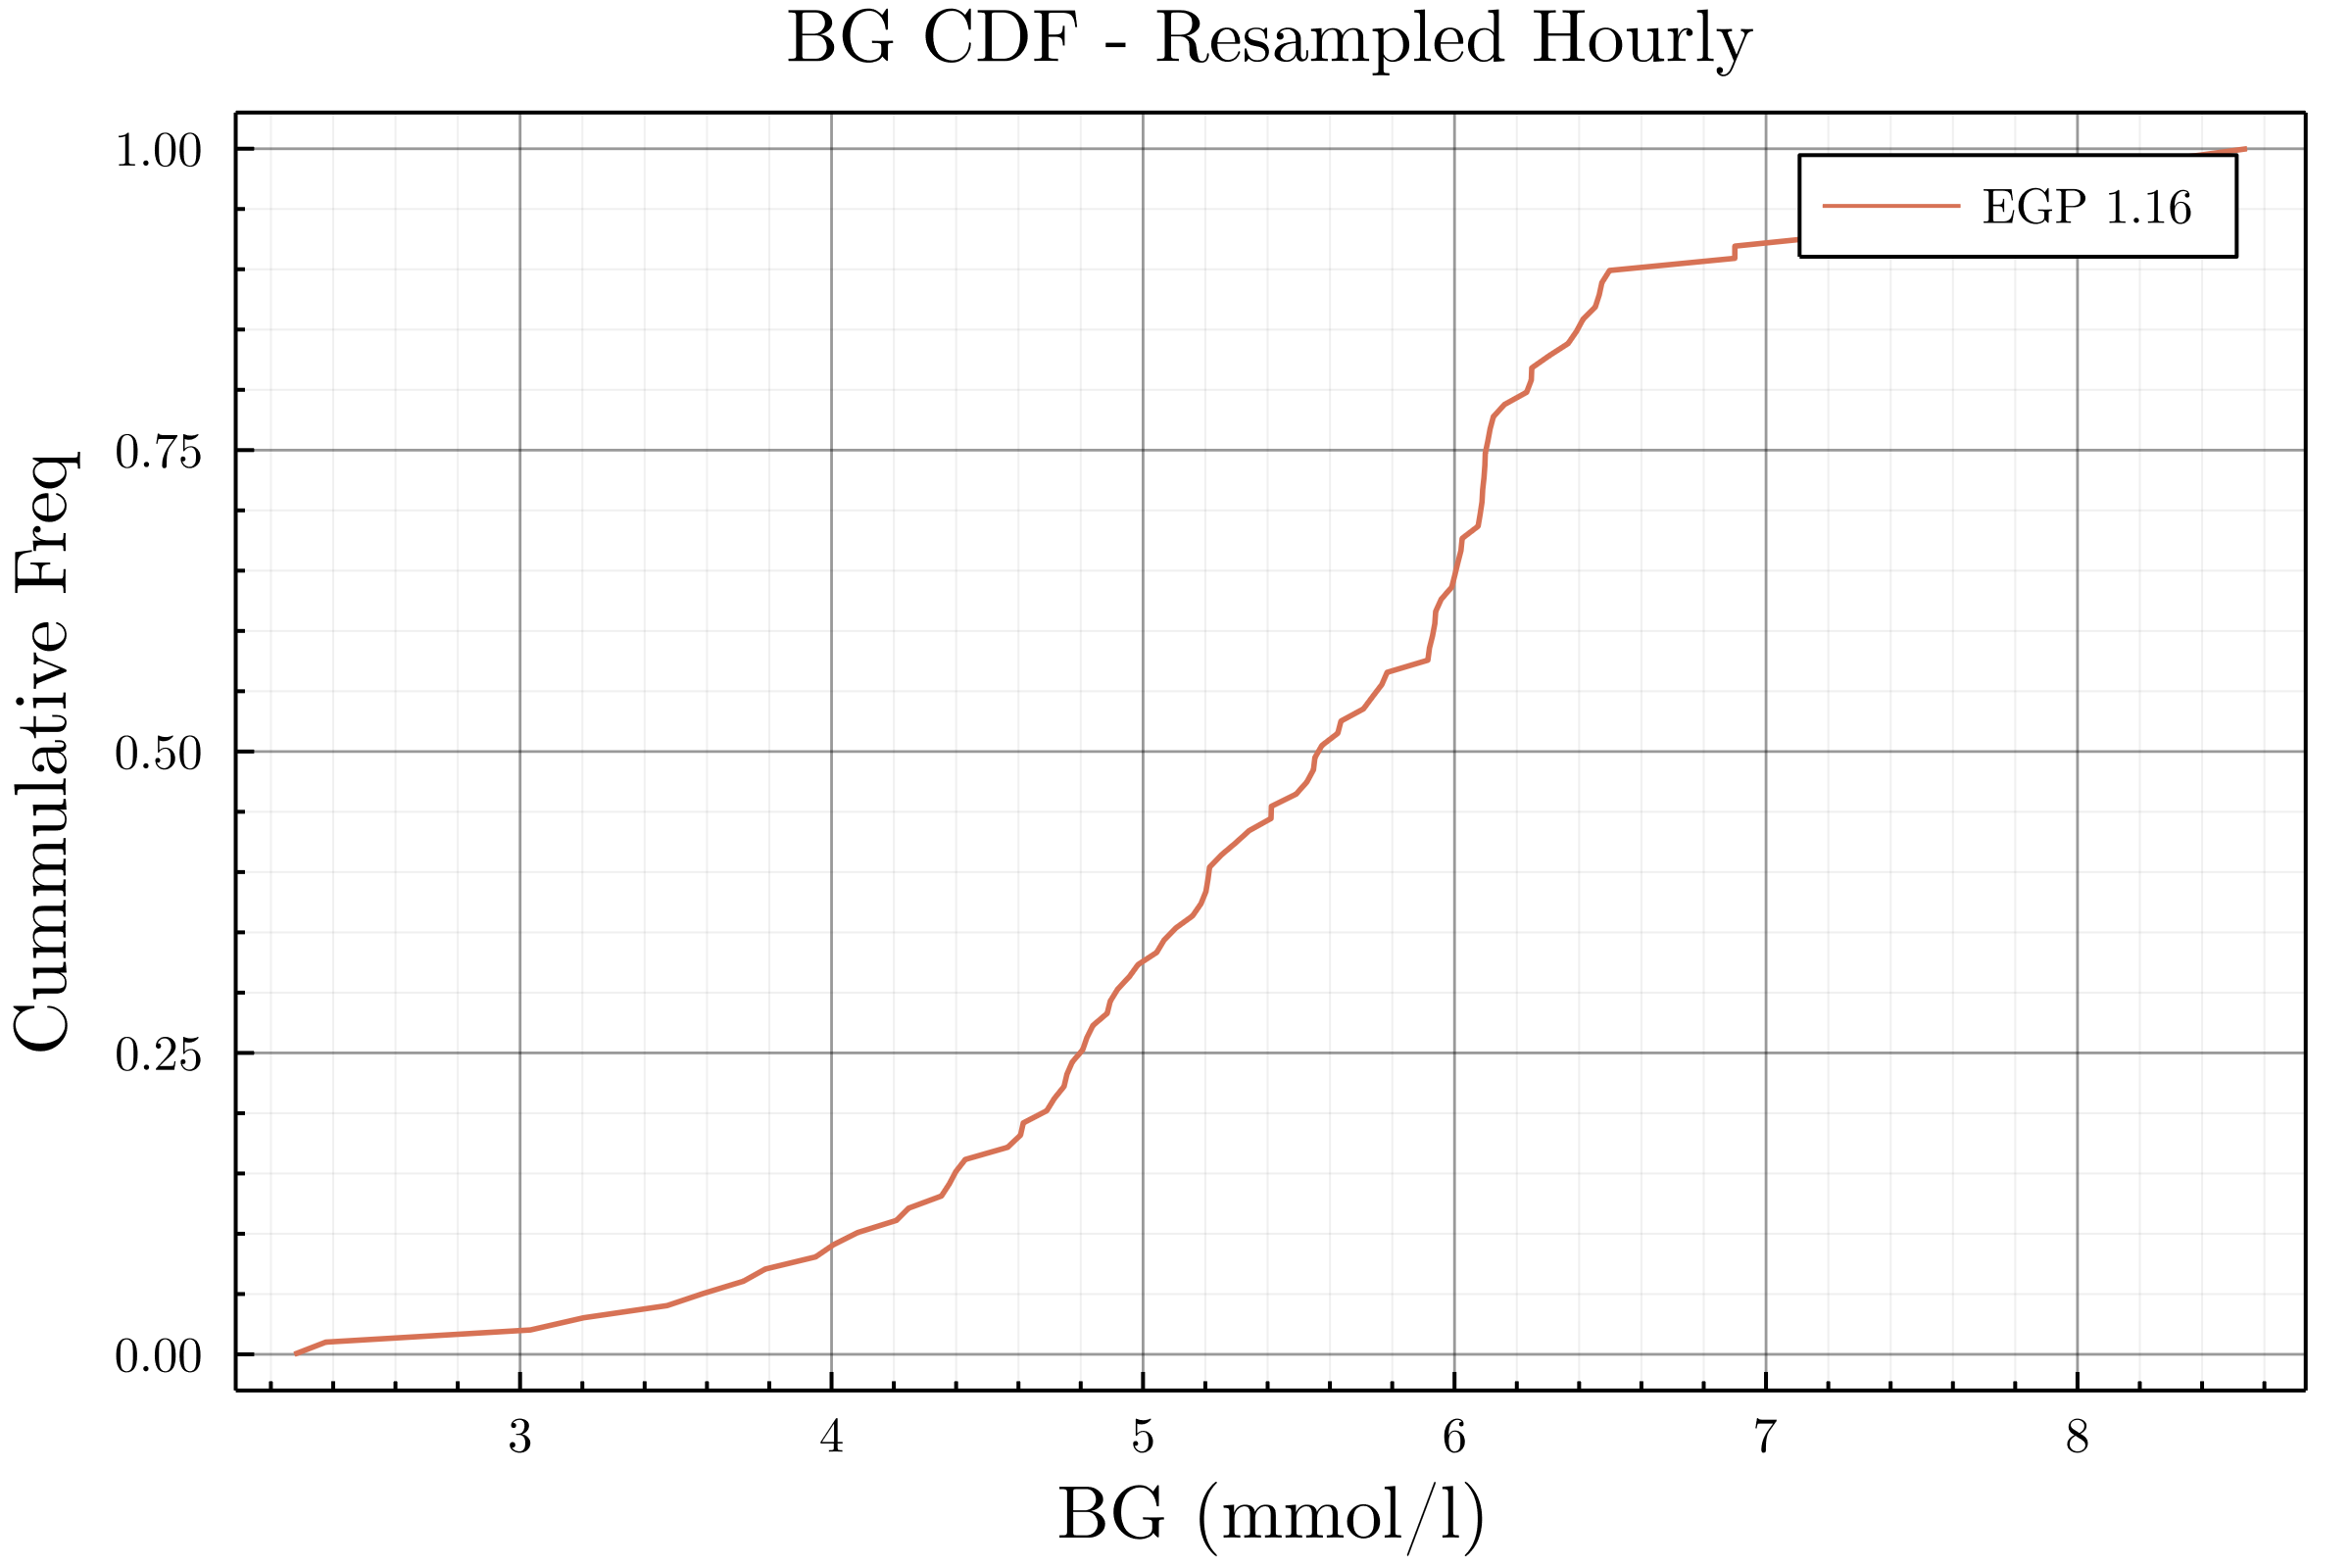 BG CDF - Resampled Hourly
1.00
0.75
0.50
0.25
0.00
Cummulative Freq
EGP 1.16
3 4 5 6 7 8
BG (mmol/l)